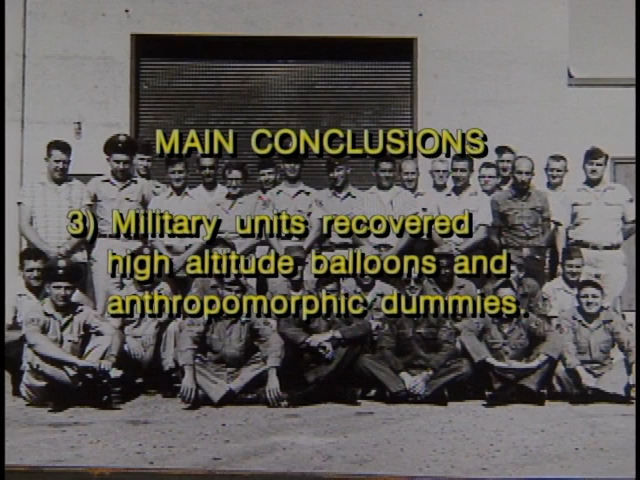 MAIN CONCLUSIONS
3) Military units recovered
high altitude balloons and
anthropomorphic dummies.